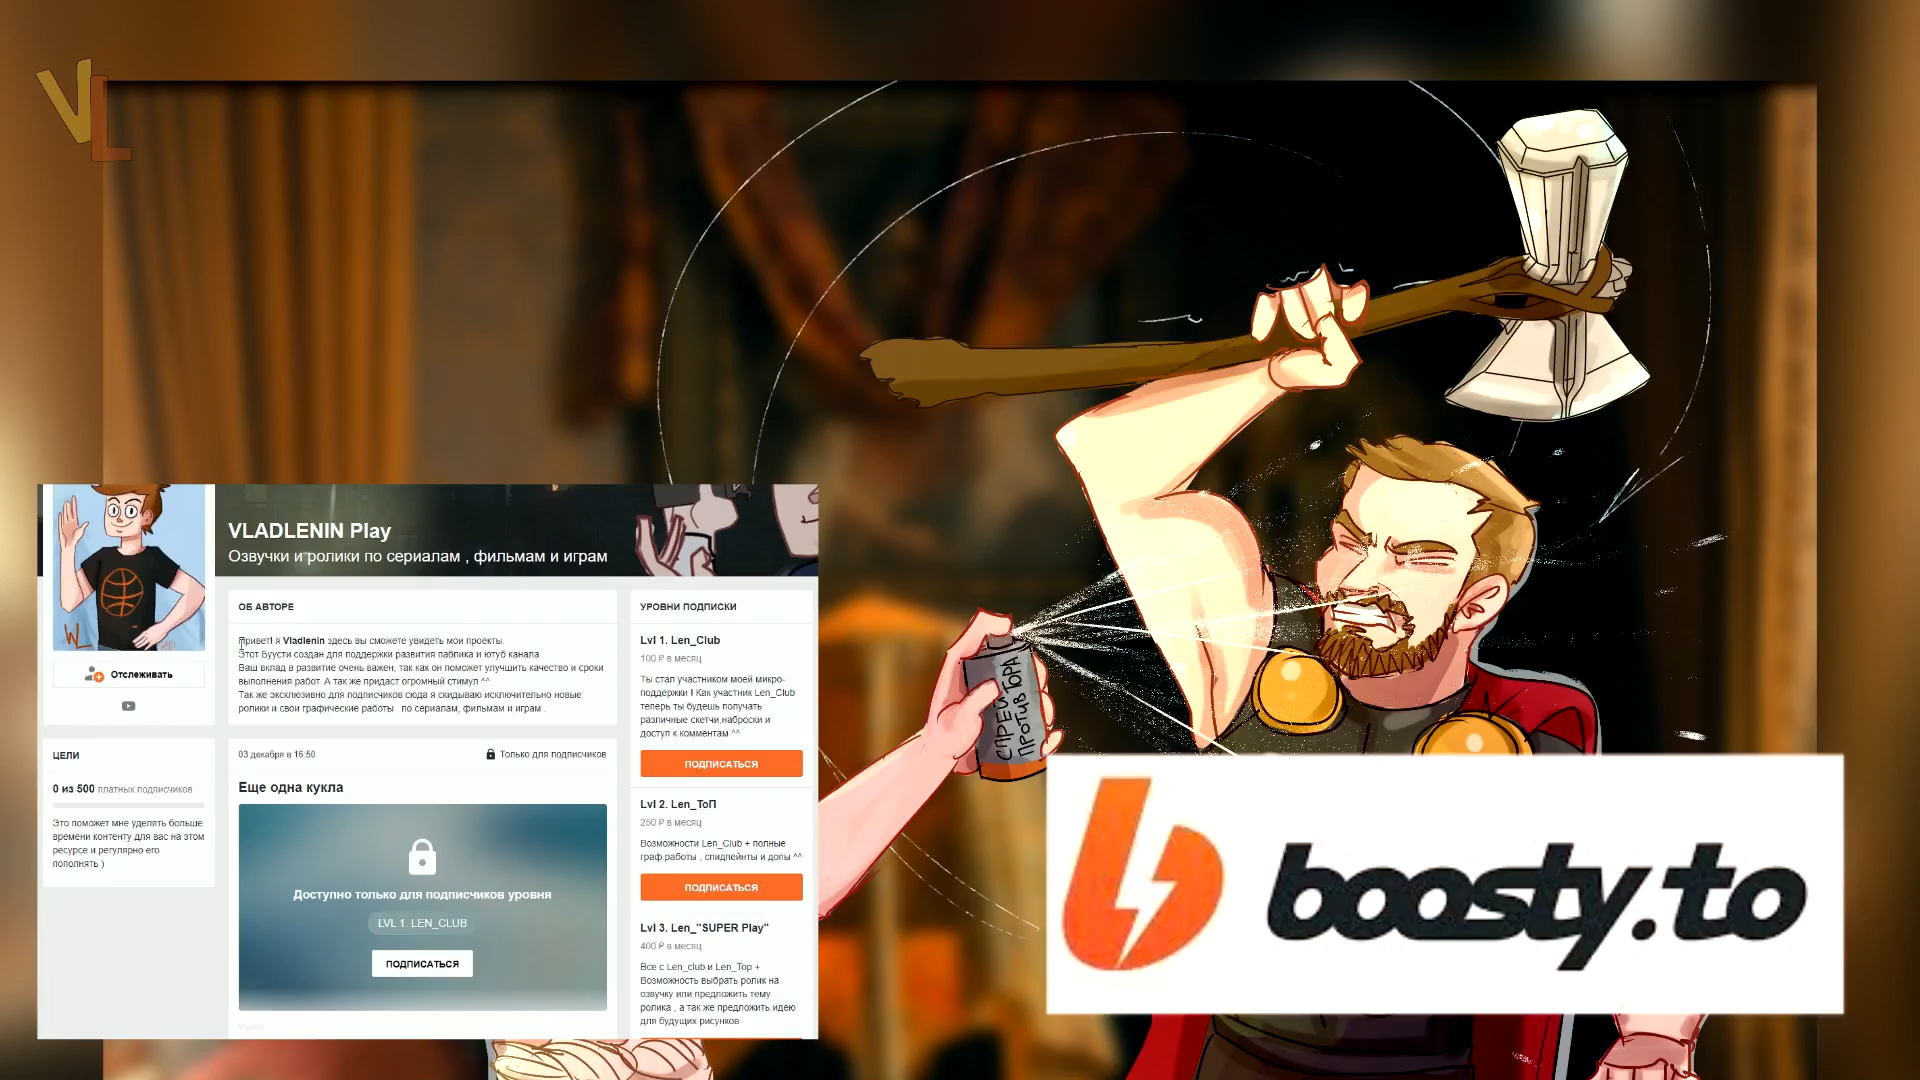 VL
VLADLENIN Play
Озвучки и ролики по сериалам , фильмам и играм
Отслеживать
ЦЕЛИ
0 из 500 платных подписчиков
Это поможет мне уделять больше
времени контенту для вас на этом
ресурсе и регулярно его
пополнять )
ОБ АВТОРЕ
Привет! я Vladlenin здесь вы сможете увидеть мои проекты.
Этот Буусти создан для поддержки развития паблика и ютуб канала.
Ваш вклад в развитие очень важен, так как он поможет улучшить качество и сроки
выполнения работ. А так же придаст огромный стимул ^^
Так же эксклюзивно для подписчиков сюда я скидываю исключительно новые
ролики и свои графические работы по сериалам, фильмам и играм .
03 декабря в 16:50
Только для подписчиков
Еще одна кукла
Доступно только для подписчиков уровня
LVL 1. LEN_CLUB
ПОДПИСАТЬСЯ
Кукла
УРОВНИ ПОДПИСКИ
Lvl 1. Len_Club
100 ₽ в месяц
Ты стал участником моей микро-
поддержки ! Как участник Len_Club
теперь ты будешь получать
различные скетчи,наброски и
доступ к комментам ^^
ПОДПИСАТЬСЯ
Lvl 2. Len_ToП
250 ₽ в месяц
Возможности Len_Club + полные
граф.работы , спидпейнты и допы ^^
ПОДПИСАТЬСЯ
Lvl 3. Len_"SUPER Play"
400 ₽ в месяц
Все с Len_club и Len_Top +
Возможность выбрать ролик на
озвучку или предложить тему
ролика , а так же предложить идею
для будущих рисунков
СПРЕЙ
ПРОТИВ ТОРА
boosty.to